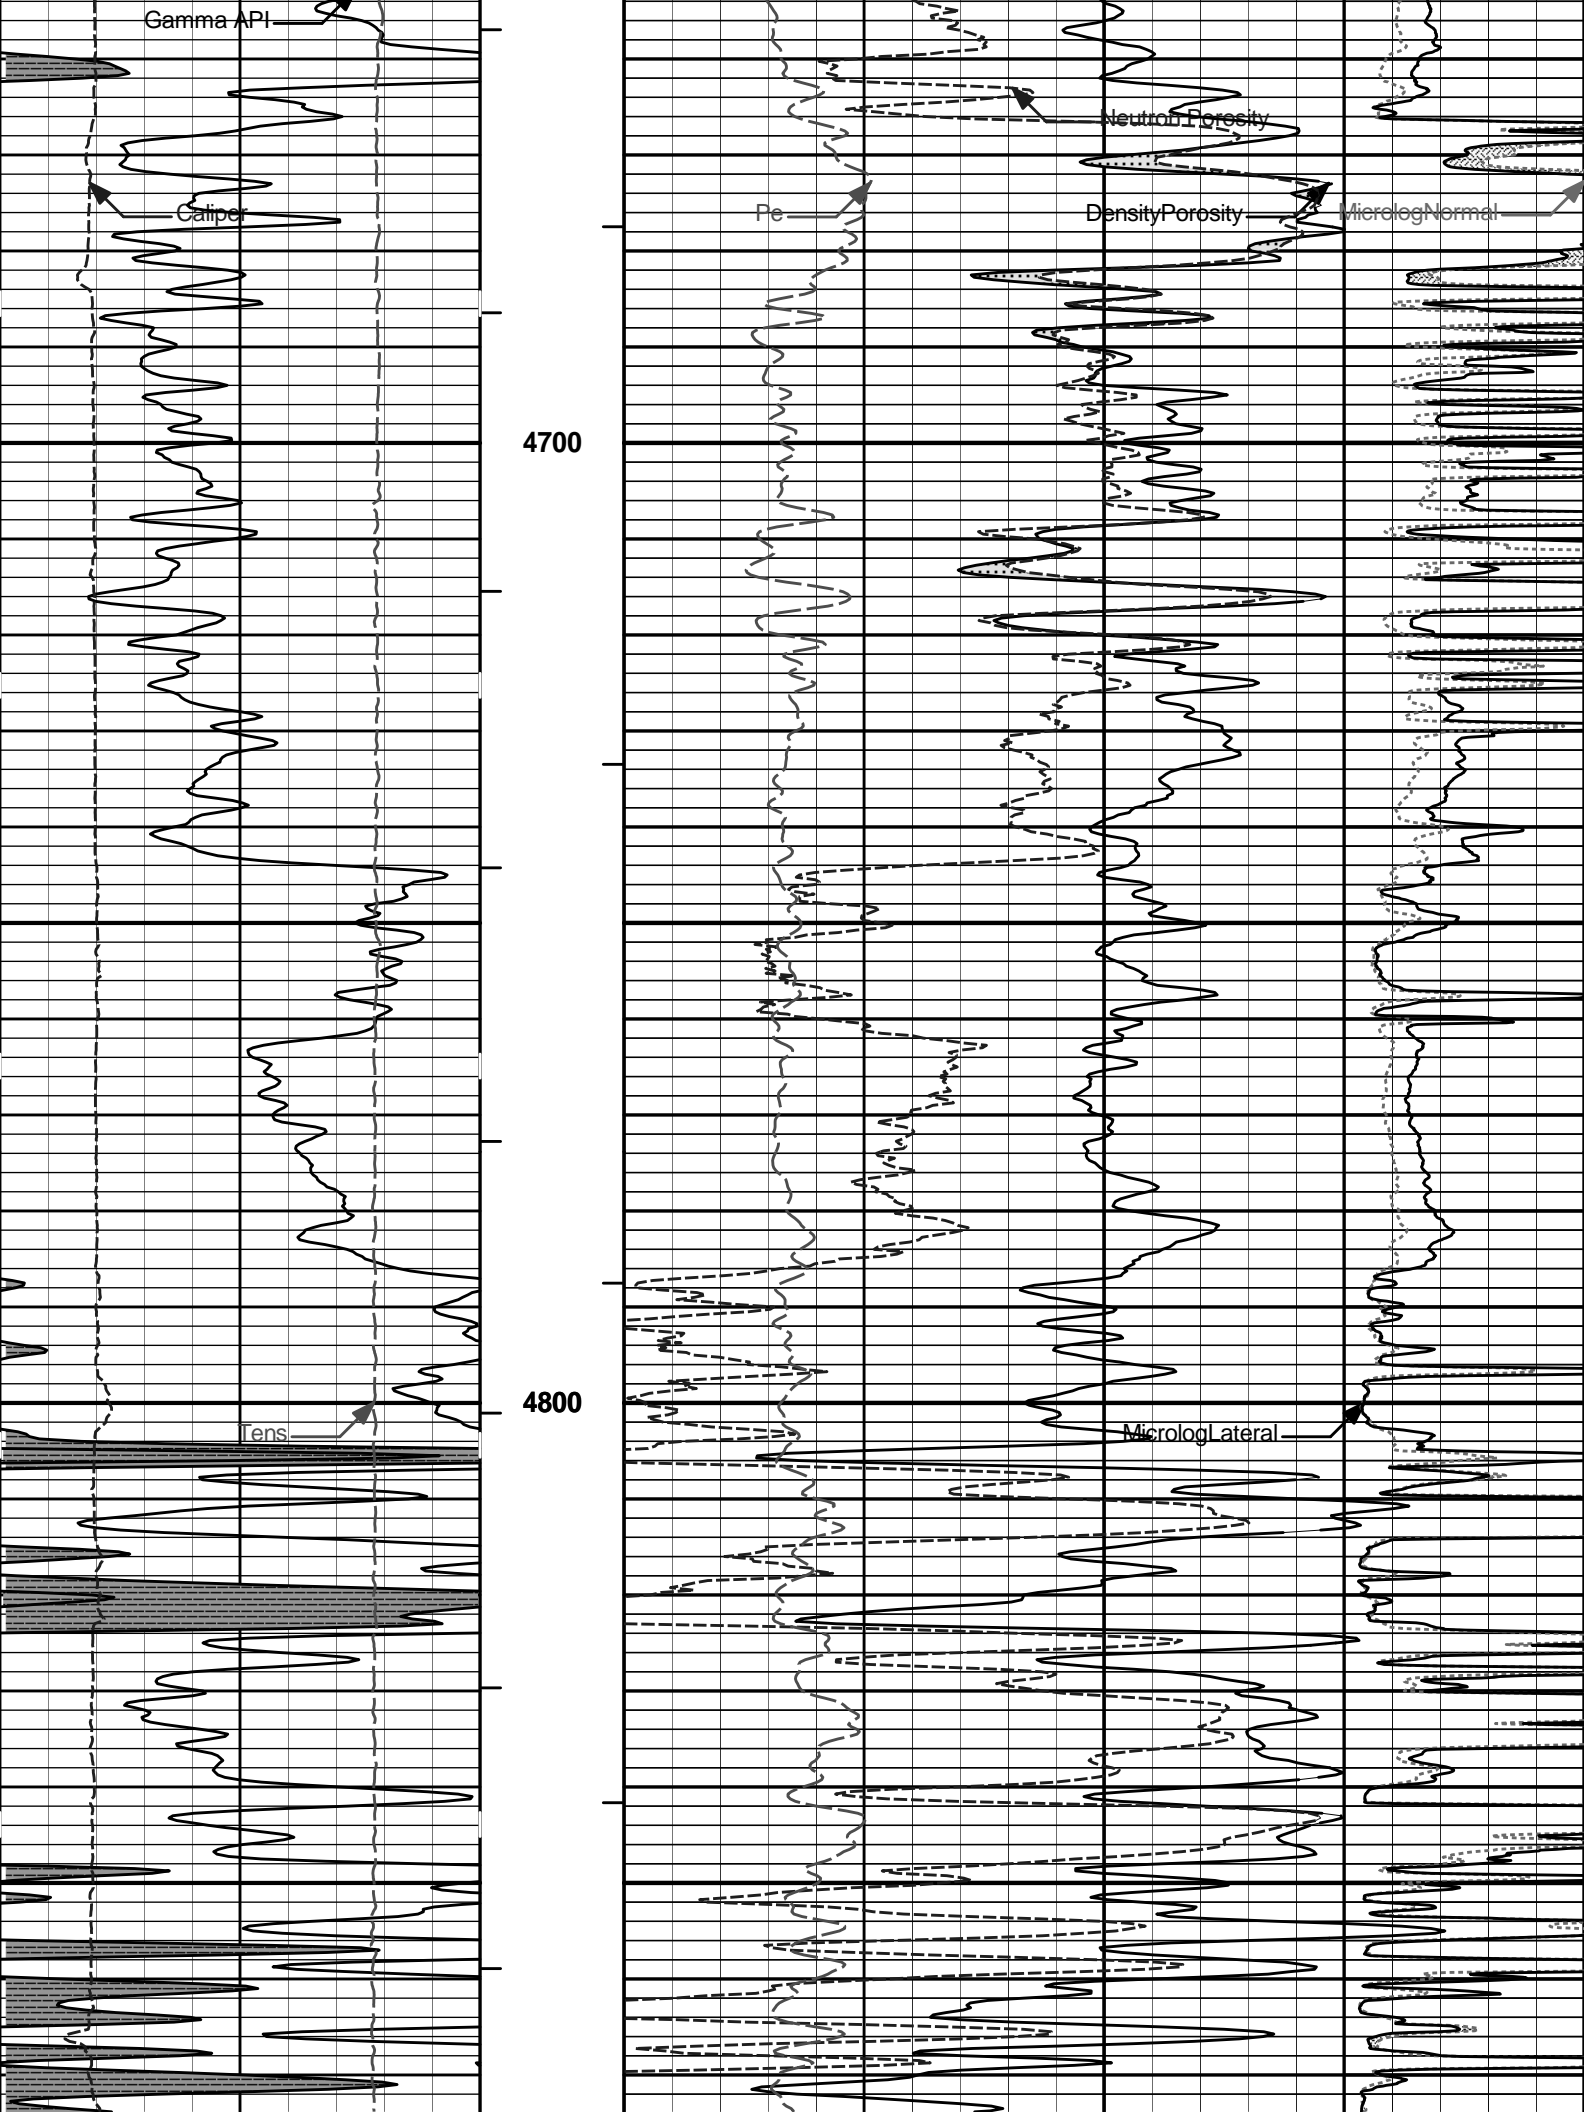 Gamma API
Neutron Porosity
Caliper
Pe
DensityPorosity
MicrologNormal
4700
4800
Tens
MicrologLateral